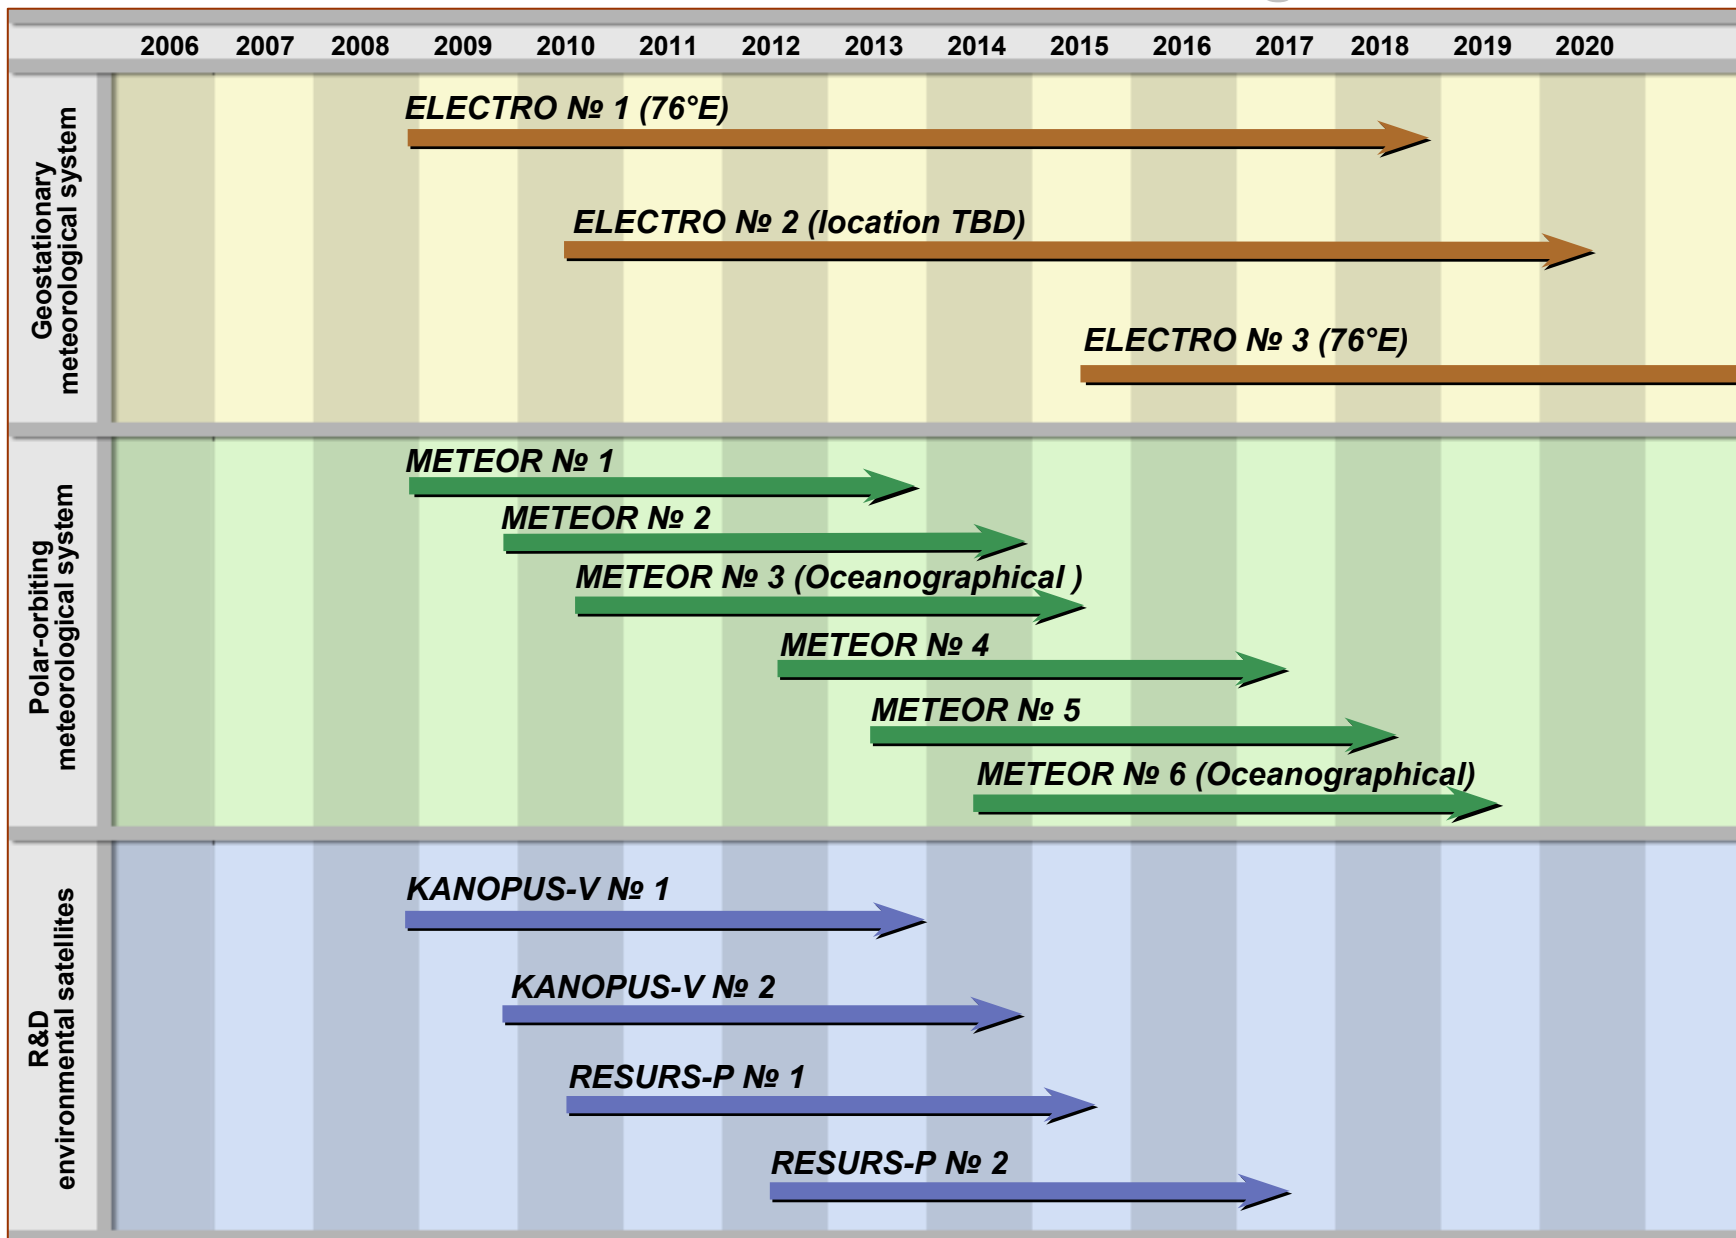 2006 2007 2008 2009 2010 2011 2012 2013 2014 2015 2016 2017 2018 2019 2020
Geostationary
meteorological system
ELECTRO № 1 (76°E)
ELECTRO № 2 (location TBD)
ELECTRO № 3 (76°E)
Polar-orbiting
meteorological system
METEOR № 1
METEOR № 2
METEOR № 3 (Oceanographical )
METEOR № 4
METEOR № 5
METEOR № 6 (Oceanographical)
R&D
environmental satellites
KANOPUS-V № 1
KANOPUS-V № 2
RESURS-P № 1
RESURS-P № 2